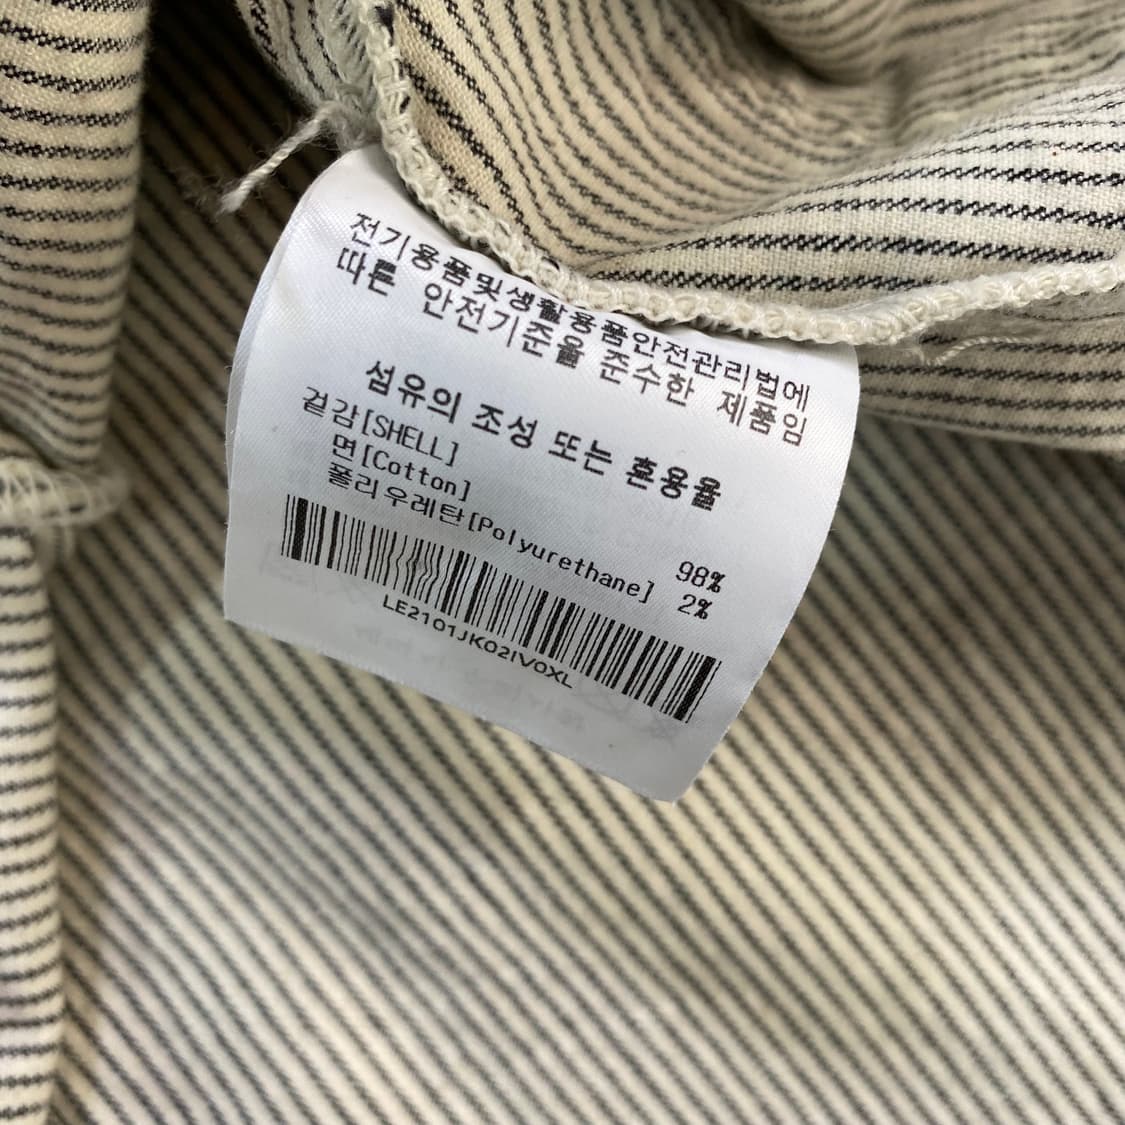 전기용품및생활용품안전관리법에
따른 안전기준을 준수한 제품임
섬유의 조성 또는 혼용율
겉감[SHELL]
면[Cotton] 98%
폴리우레탄[Polyurethane] 2%
LE2101JK02IV0XL